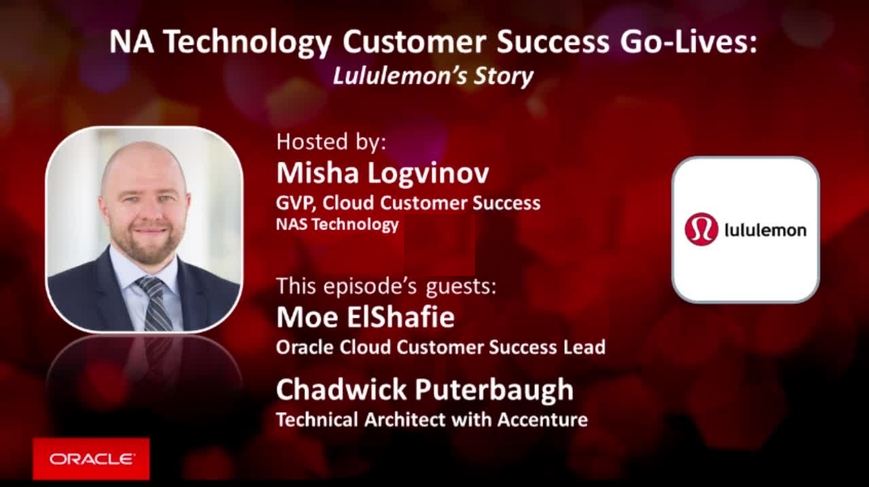 NA Technology Customer Success Go-Lives:
Lululemon's Story
Hosted by:
Misha Logvinov
GVP, Cloud Customer Success
NAS Technology
lululemon
This episode's guests:
Moe ElShafie
Oracle Cloud Customer Success Lead
Chadwick Puterbaugh
Technical Architect with Accenture
ORACLE